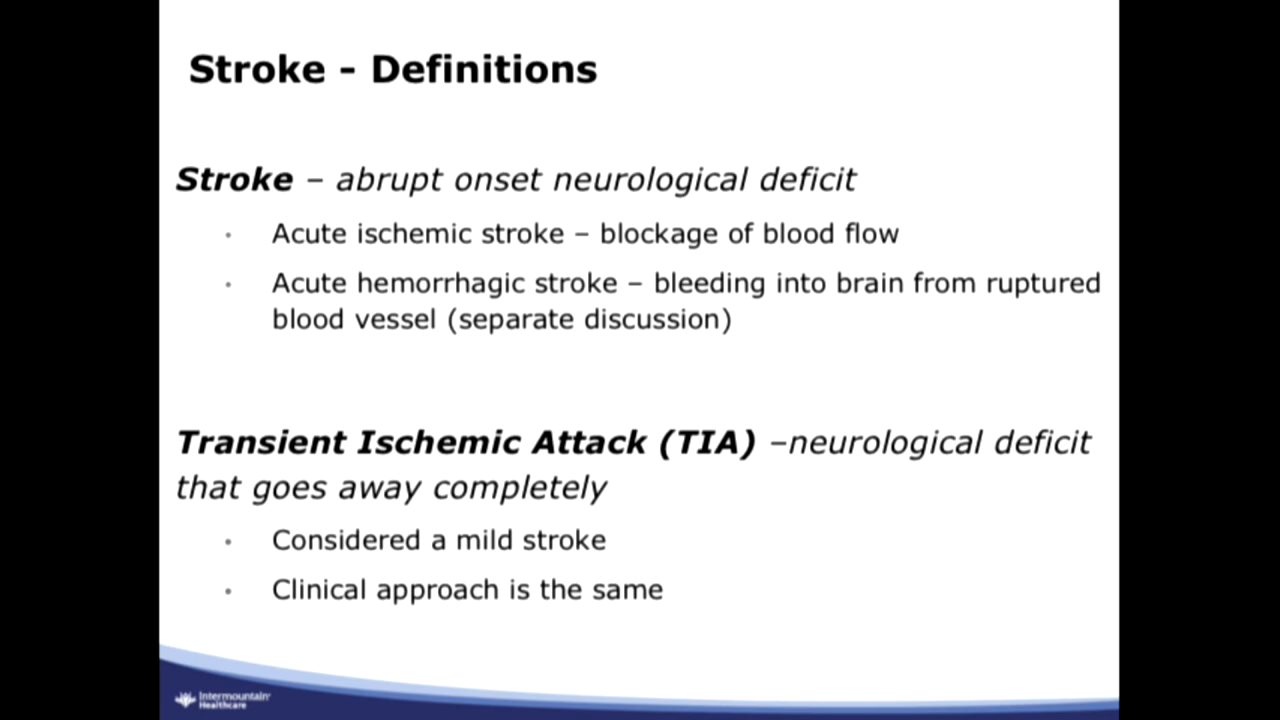 Stroke - Definitions
Stroke – abrupt onset neurological deficit
• Acute ischemic stroke – blockage of blood flow
• Acute hemorrhagic stroke – bleeding into brain from ruptured
blood vessel (separate discussion)
Transient Ischemic Attack (TIA) –neurological deficit
that goes away completely
• Considered a mild stroke
• Clinical approach is the same
Intermountain®
Healthcare